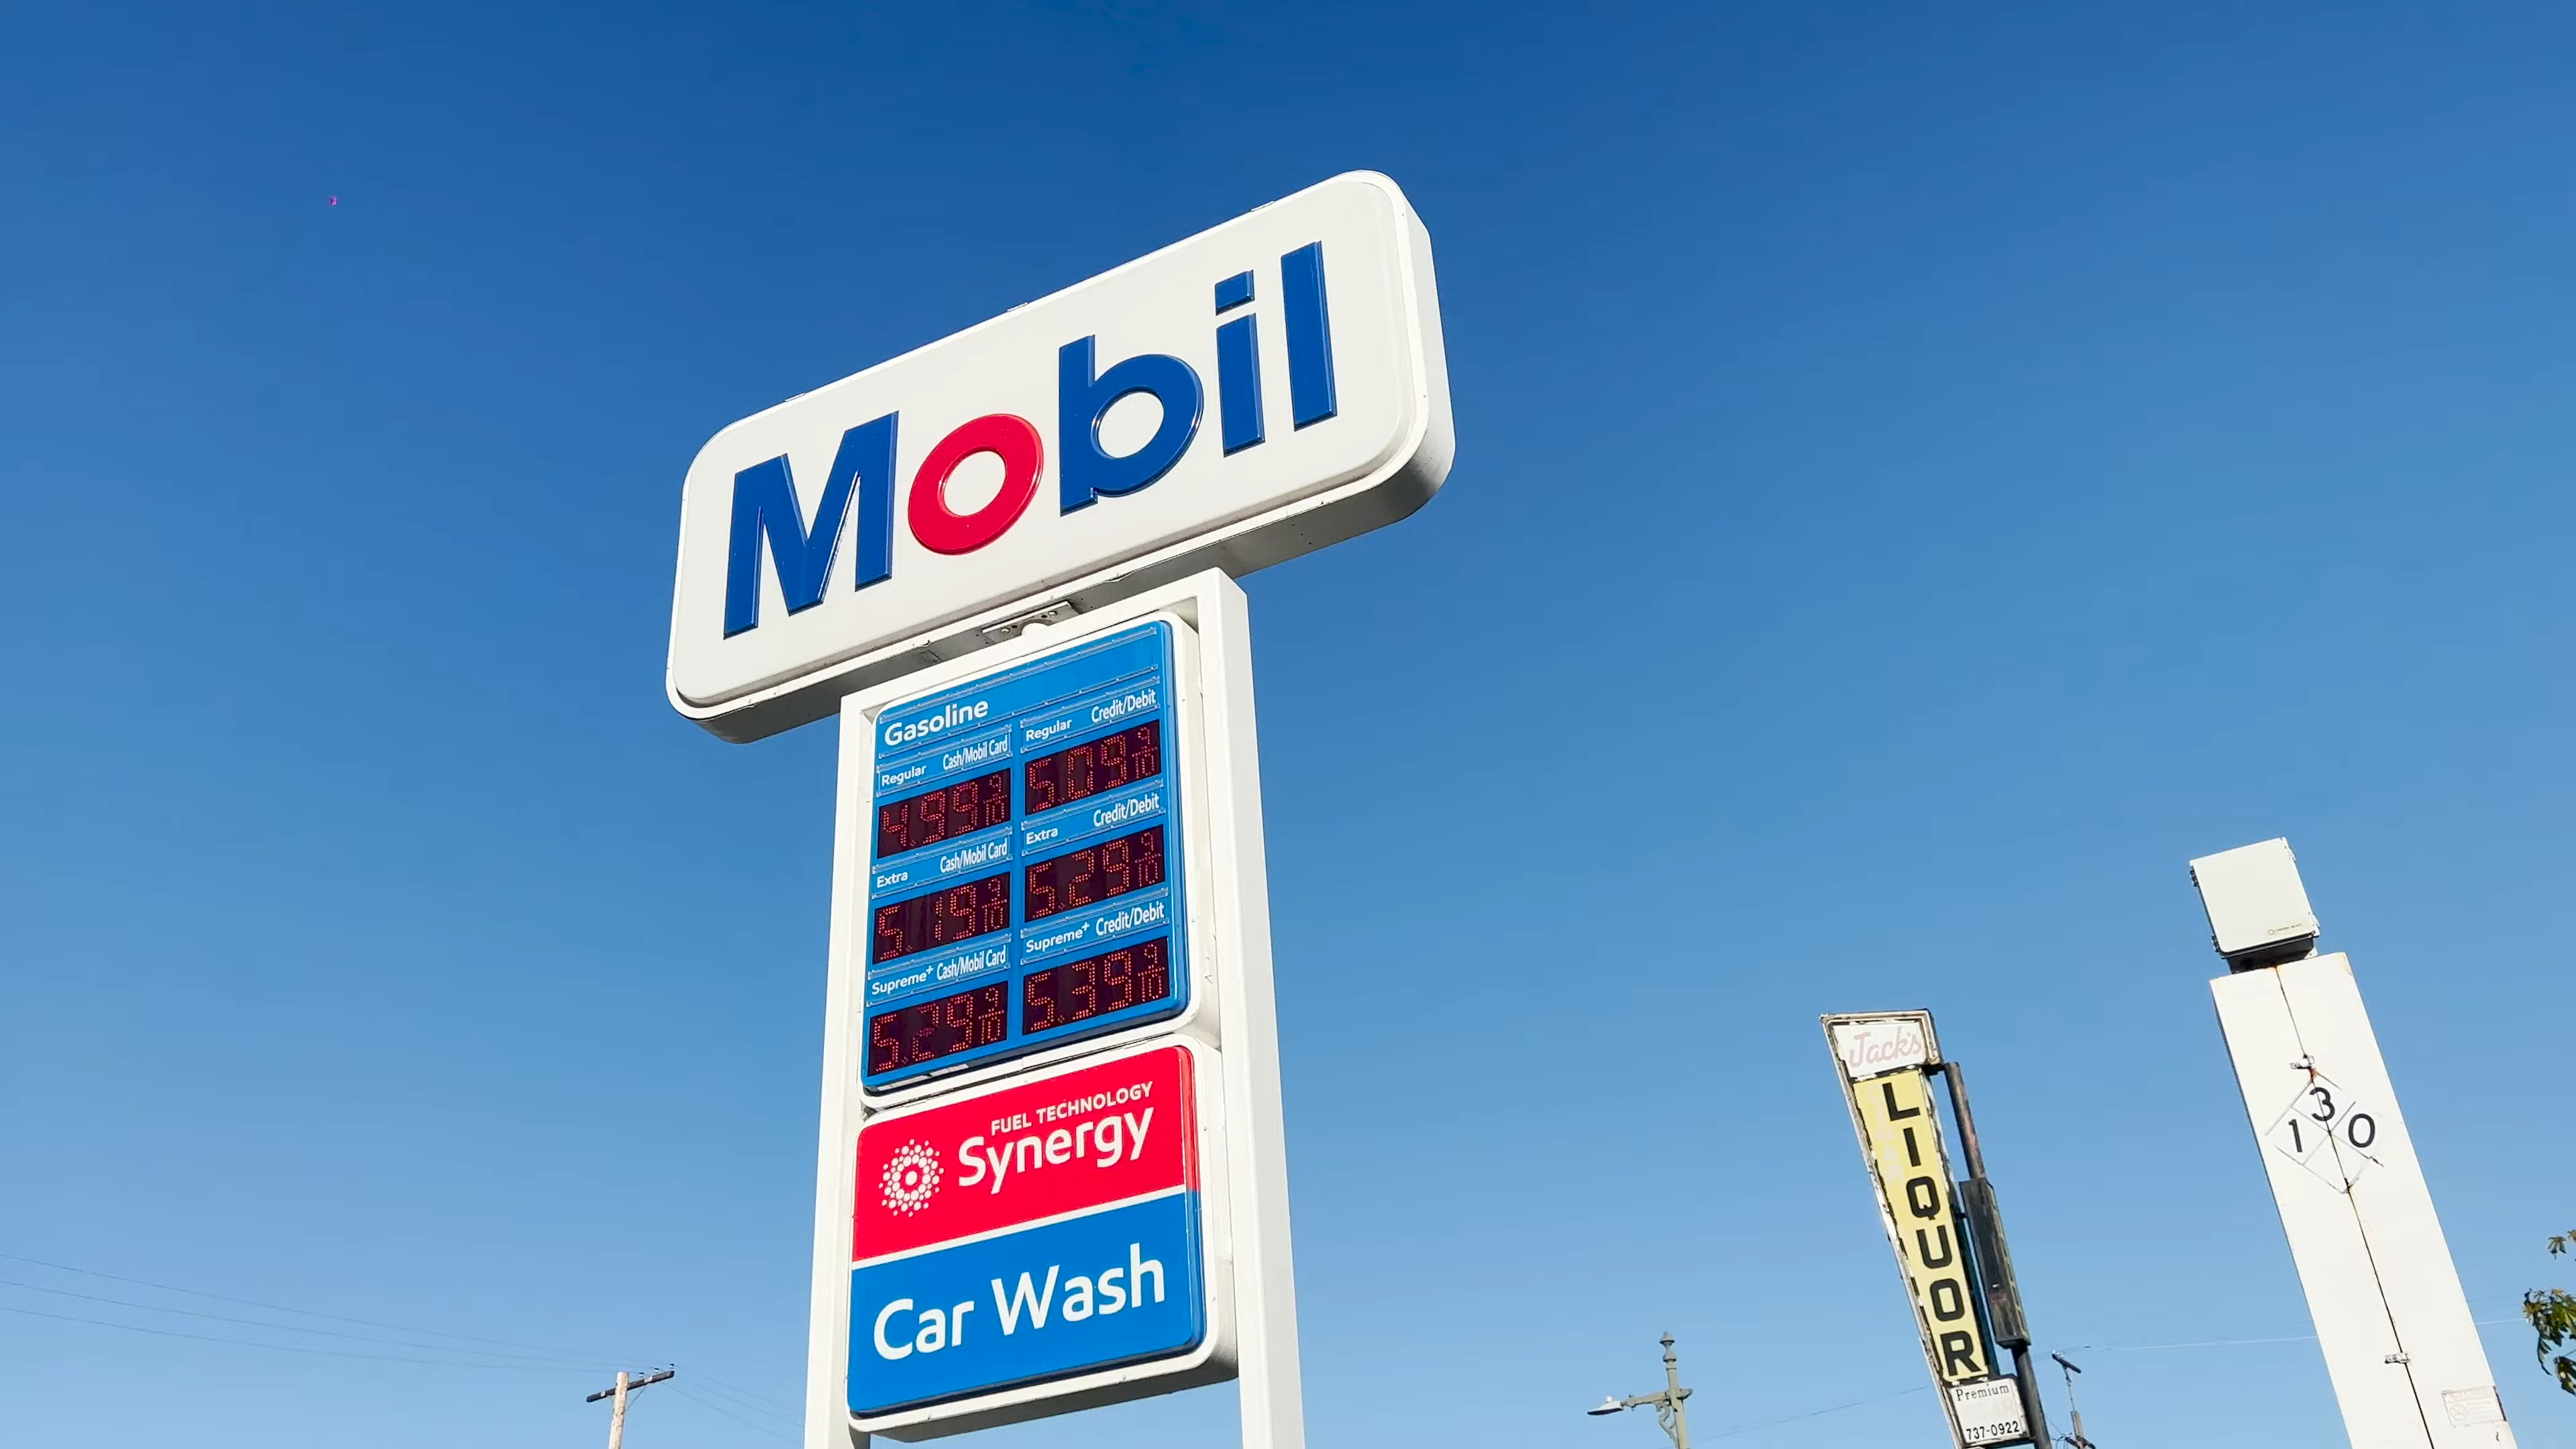 Mobil
Gasoline
Regular Cash/Mobil Card
4.99 9/10
Regular Credit/Debit
5.09 9/10
Extra Cash/Mobil Card
5.19 9/10
Extra Credit/Debit
5.29 9/10
Supreme+ Cash/Mobil Card
5.29 9/10
Supreme+ Credit/Debit
5.39 9/10
FUEL TECHNOLOGY
Synergy
Car Wash
Jack's
LIQUOR
Premium
737-0922
3
1 0